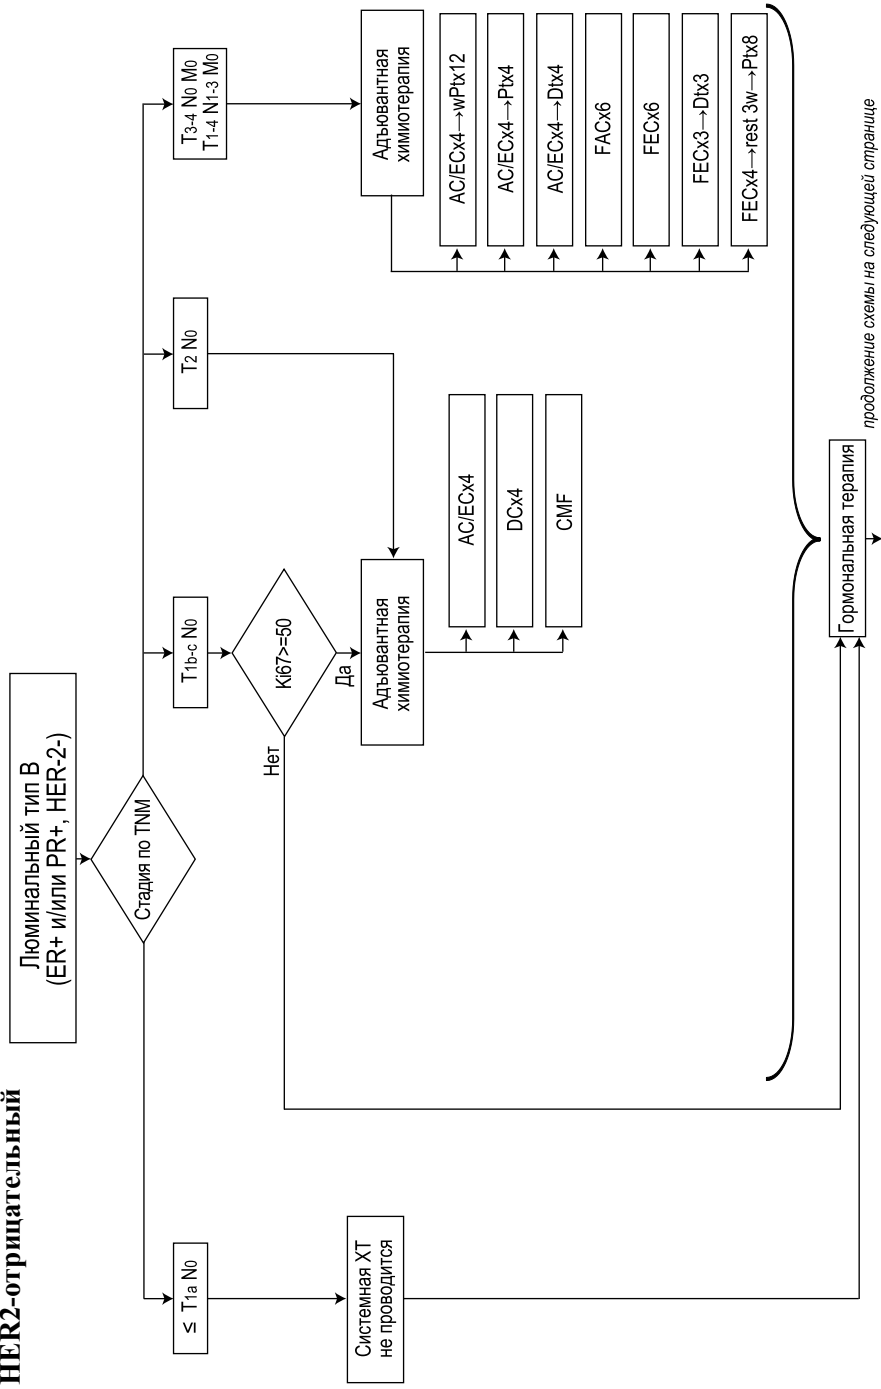 HER2-отрицательный
Люминальный тип В
(ER+ и/или PR+, HER-2-)
Стадия по TNM
≤ T1a N0
T1b-c N0
T2 N0
T3-4 N0 M0
T1-4 N1-3 M0
Системная ХТ
не проводится
Ki67>=50
Нет
Да
Адъювантная
химиотерапия
AC/ECx4
DCx4
CMF
Адъювантная
химиотерапия
AC/ECx4→wPtx12
AC/ECx4→Ptx4
AC/ECx4→Dtx4
FACx6
FECx6
FECx3→Dtx3
FECx4→rest 3w→Ptx8
Гормональная терапия
продолжение схемы на следующей странице